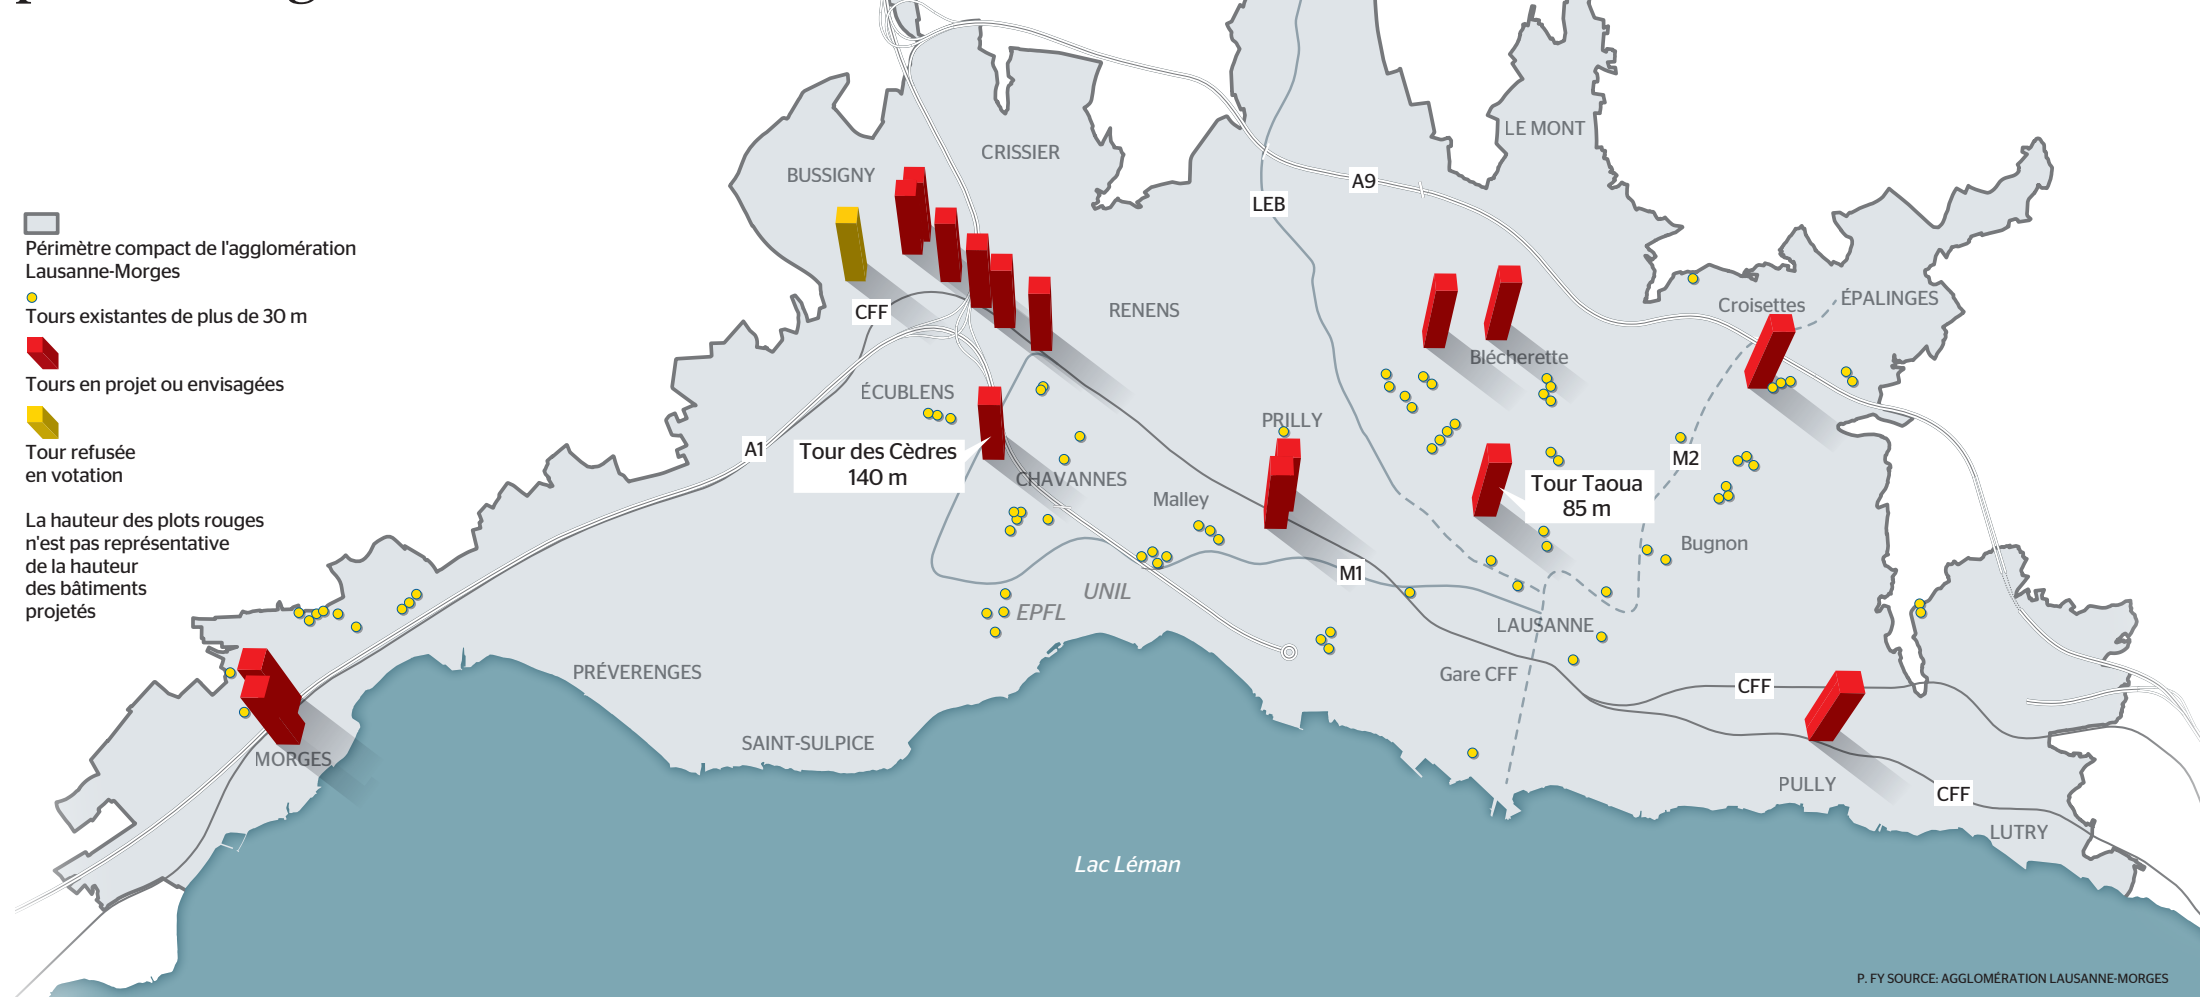 Périmètre compact de l'agglomération
Lausanne-Morges
Tours existantes de plus de 30 m
Tours en projet ou envisagées
Tour refusée
en votation
La hauteur des plots rouges
n'est pas représentative
de la hauteur
des bâtiments
projetés
LE MONT
CRISSIER
BUSSIGNY
A9
LEB
ÉPALINGES
Croisettes
RENENS
CFF
Blécherette
ÉCUBLENS
PRILLY
A1
Tour des Cèdres
140 m
M2
CHAVANNES
Tour Taoua
85 m
Malley
Bugnon
M1
UNIL
EPFL
LAUSANNE
PRÉVERENGES
Gare CFF
CFF
SAINT-SULPICE
MORGES
PULLY
CFF
LUTRY
Lac Léman
P. FY SOURCE: AGGLOMÉRATION LAUSANNE-MORGES